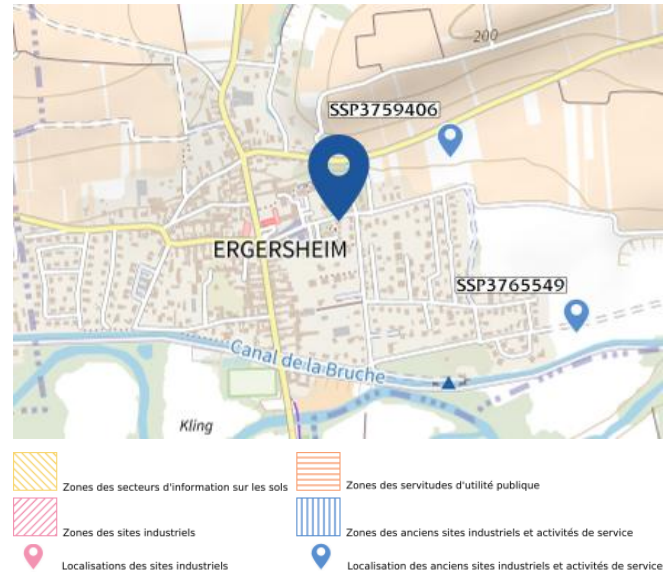 200
SSP3759406
ERGERSHEIM
SSP3765549
Canal de la Bruche
Kling
Zones des secteurs d'information sur les sols
Zones des servitudes d'utilité publique
Zones des sites industriels
Zones des anciens sites industriels et activités de service
Localisations des sites industriels
Localisation des anciens sites industriels et activités de service